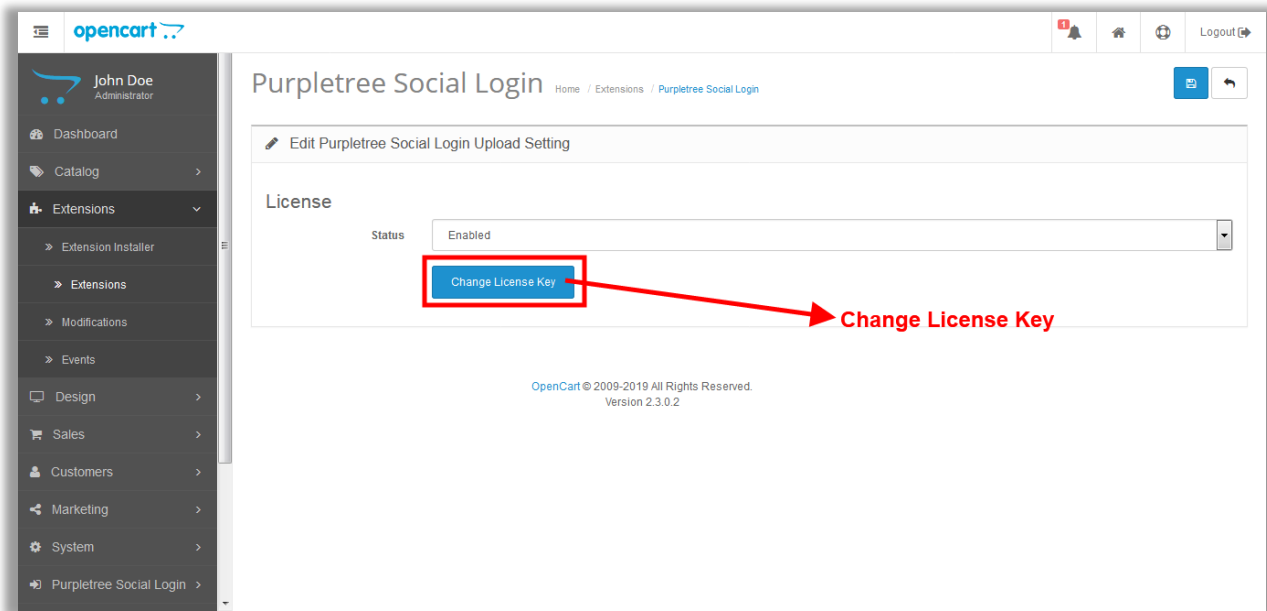 opencart
1
Logout
John Doe
Administrator
Dashboard
Catalog
Extensions
Extension Installer
Extensions
Modifications
Events
Design
Sales
Customers
Marketing
System
Purpletree Social Login
Purpletree Social Login
Home / Extensions / Purpletree Social Login
Edit Purpletree Social Login Upload Setting
License
Status Enabled
Change License Key
Change License Key
OpenCart © 2009-2019 All Rights Reserved.
Version 2.3.0.2